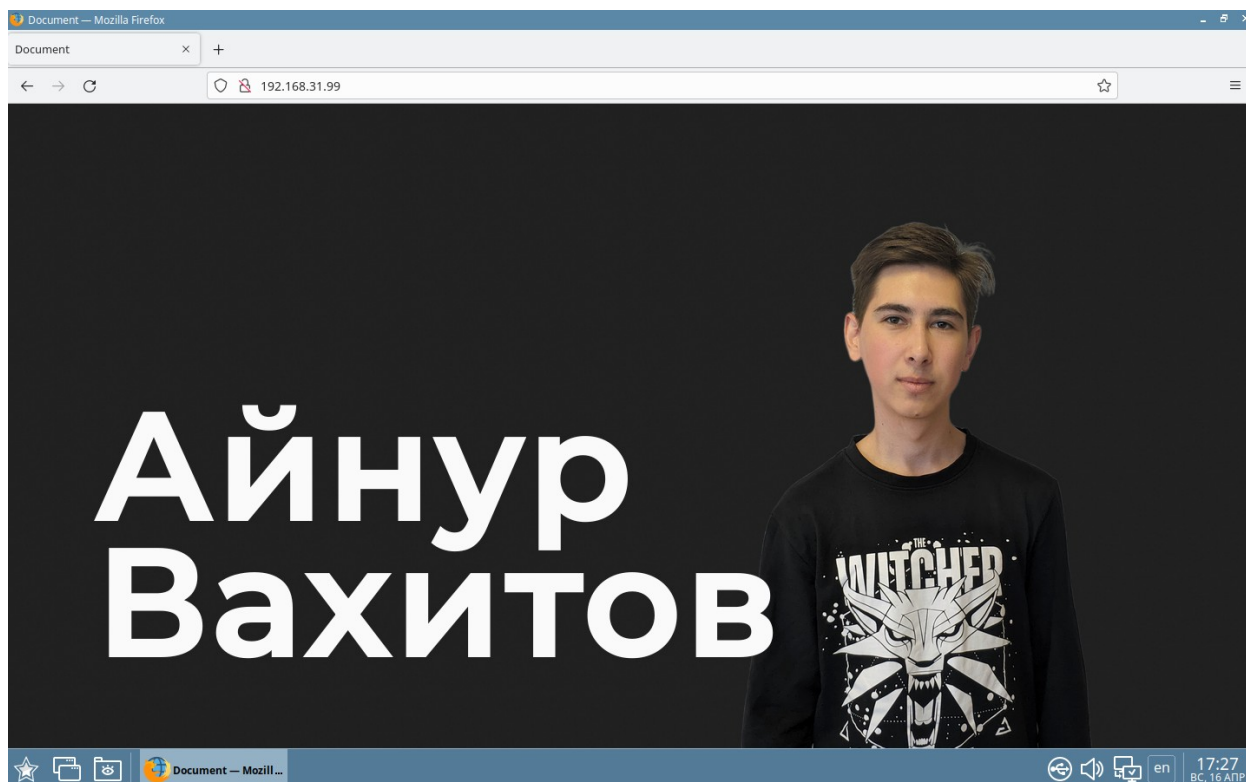 Document — Mozilla Firefox
Document
192.168.31.99
Айнур
Вахитов
THE
WITCHER
Document — Mozill...
en
17:27
ВС, 16 АПР